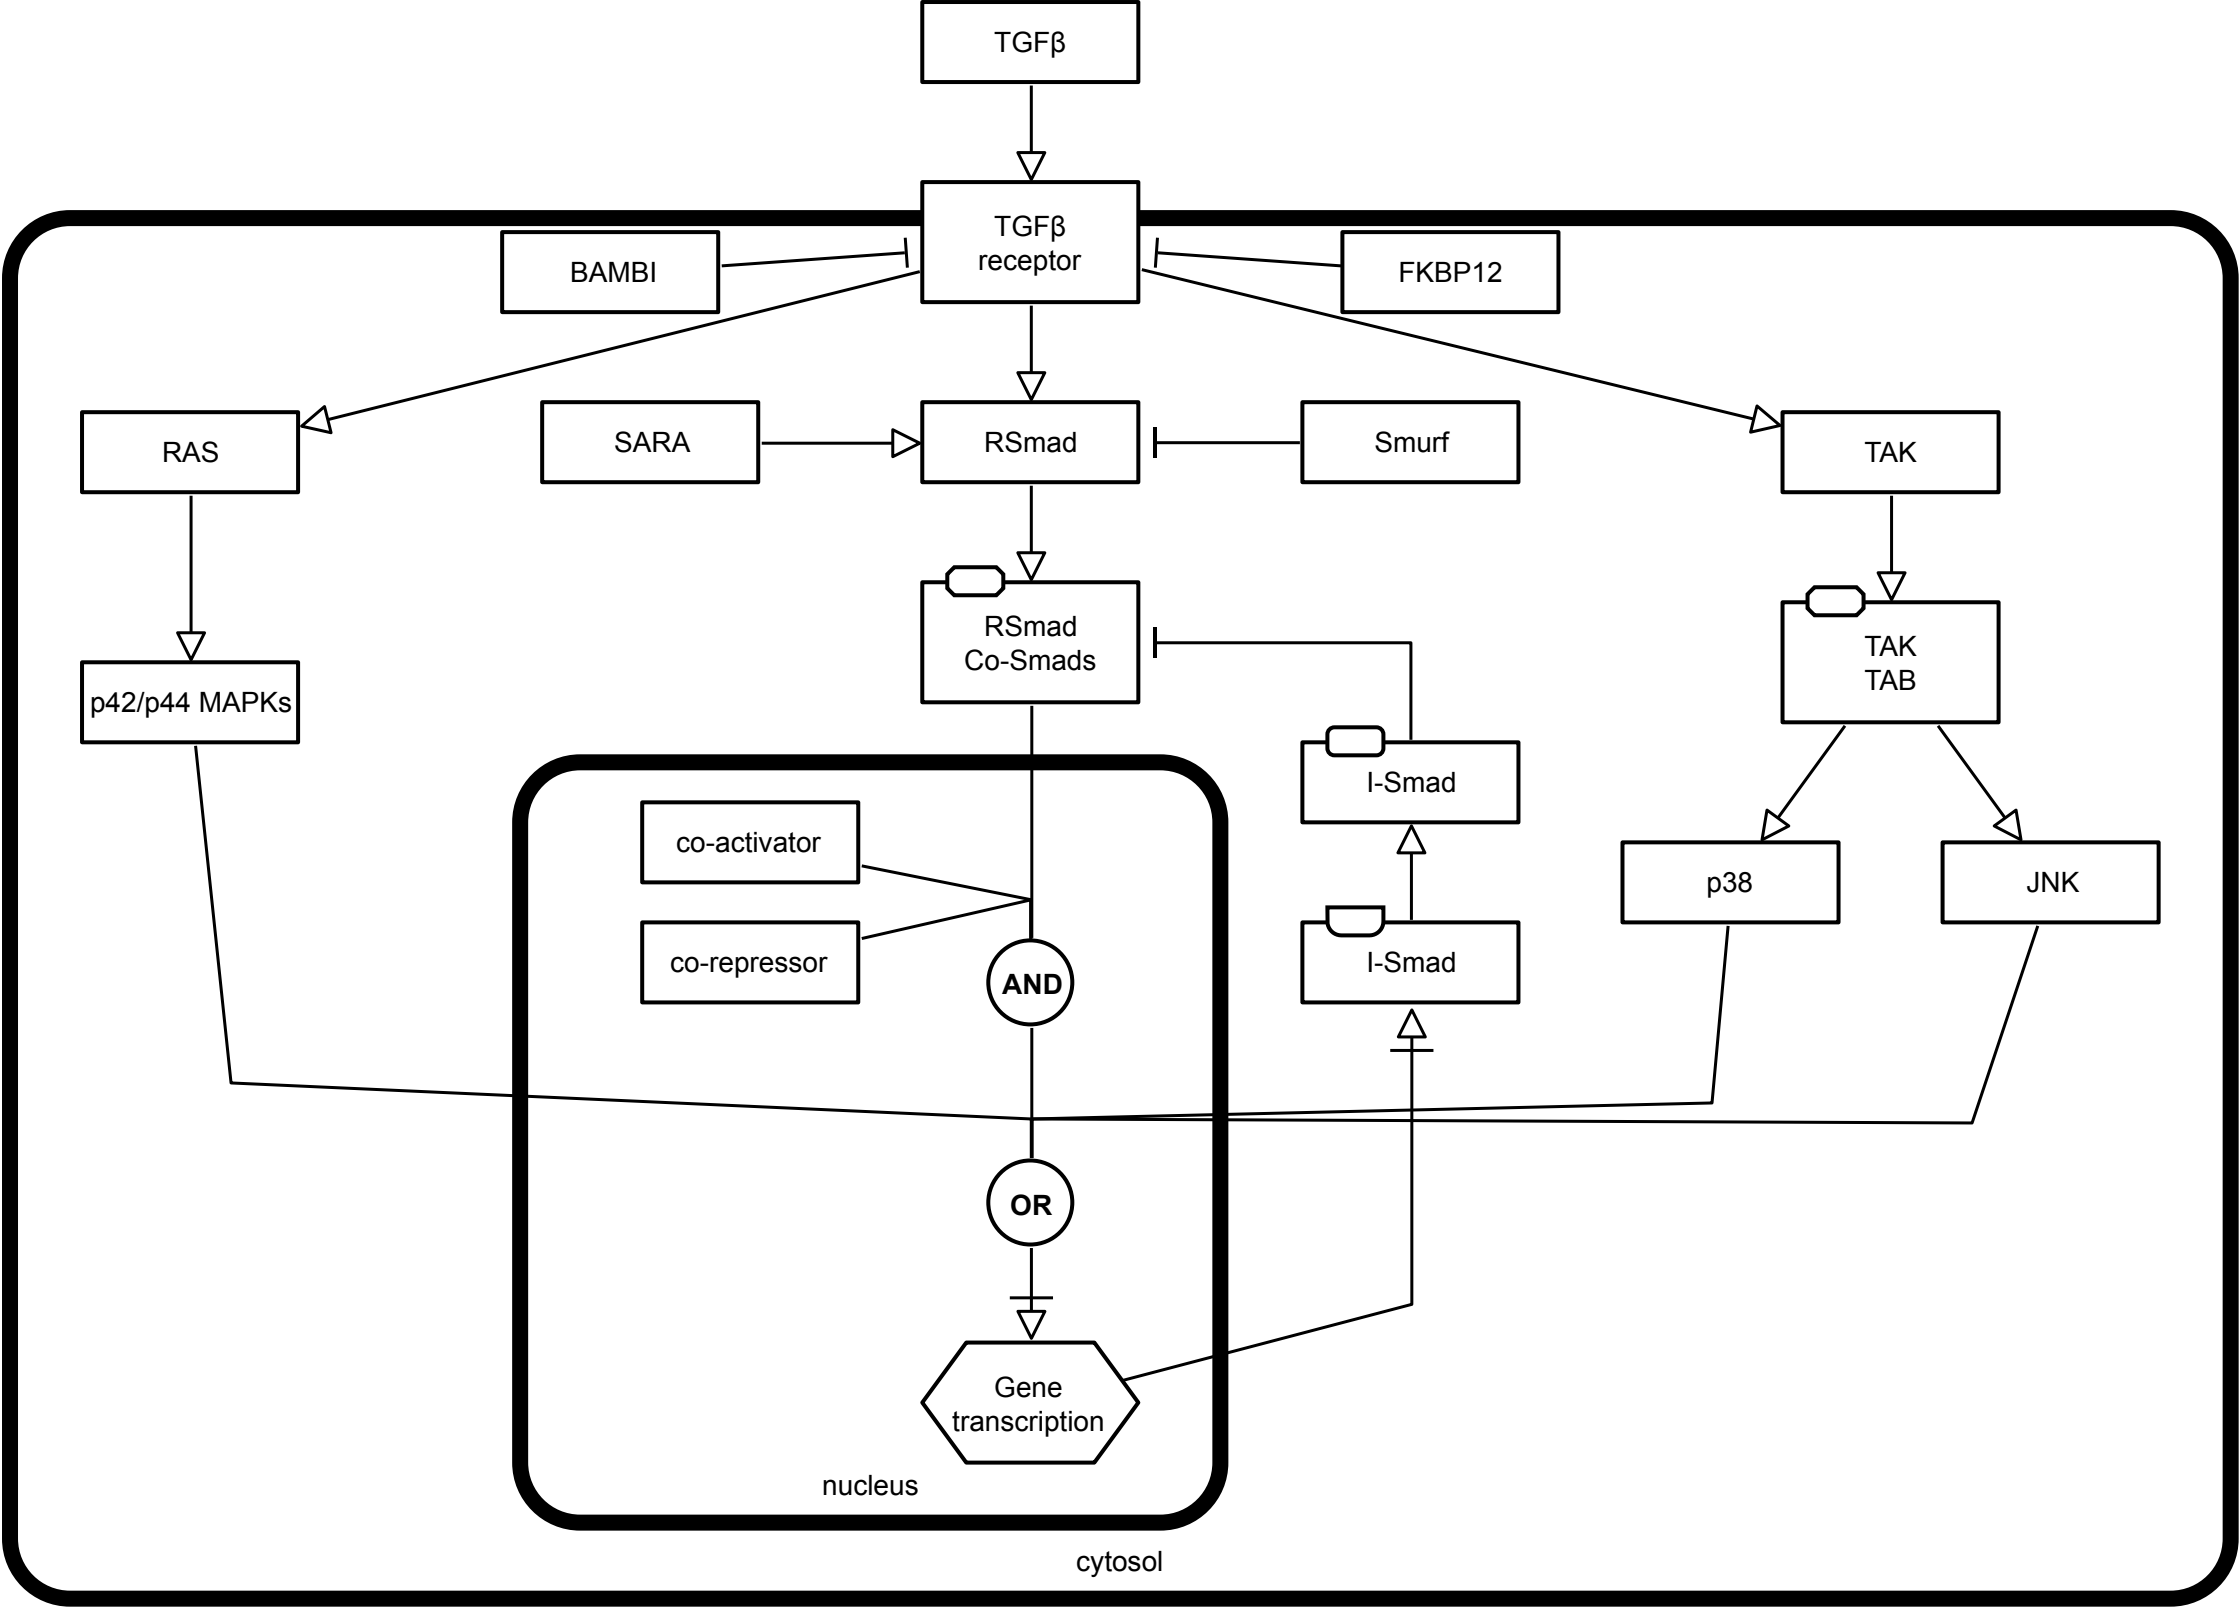 TGFβ
TGFβ
receptor
BAMBI
FKBP12
RAS
SARA
RSmad
Smurf
TAK
RSmad
Co-Smads
TAK
TAB
p42/p44 MAPKs
I-Smad
co-activator
p38
JNK
co-repressor
AND
I-Smad
OR
Gene
transcription
nucleus
cytosol